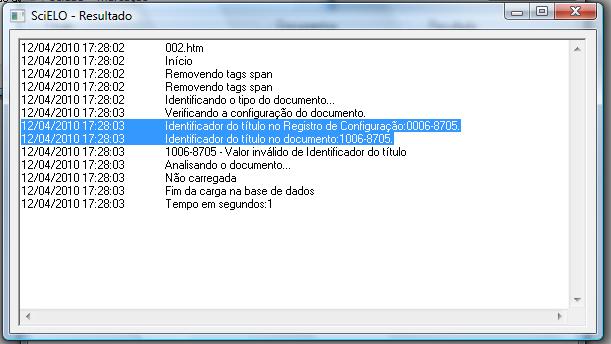 SciELO - Resultado
12/04/2010 17:28:02 002.htm
12/04/2010 17:28:02 Início
12/04/2010 17:28:02 Removendo tags span
12/04/2010 17:28:02 Removendo tags span
12/04/2010 17:28:02 Identificando o tipo do documento...
12/04/2010 17:28:03 Verificando a configuração do documento.
12/04/2010 17:28:03 Identificador do título no Registro de Configuração:0006-8705.
12/04/2010 17:28:03 Identificador do título no documento:1006-8705.
12/04/2010 17:28:03 1006-8705 - Valor inválido de Identificador do título
12/04/2010 17:28:03 Analisando o documento...
12/04/2010 17:28:03 Não carregada
12/04/2010 17:28:03 Fim da carga na base de dados
12/04/2010 17:28:03 Tempo em segundos:1